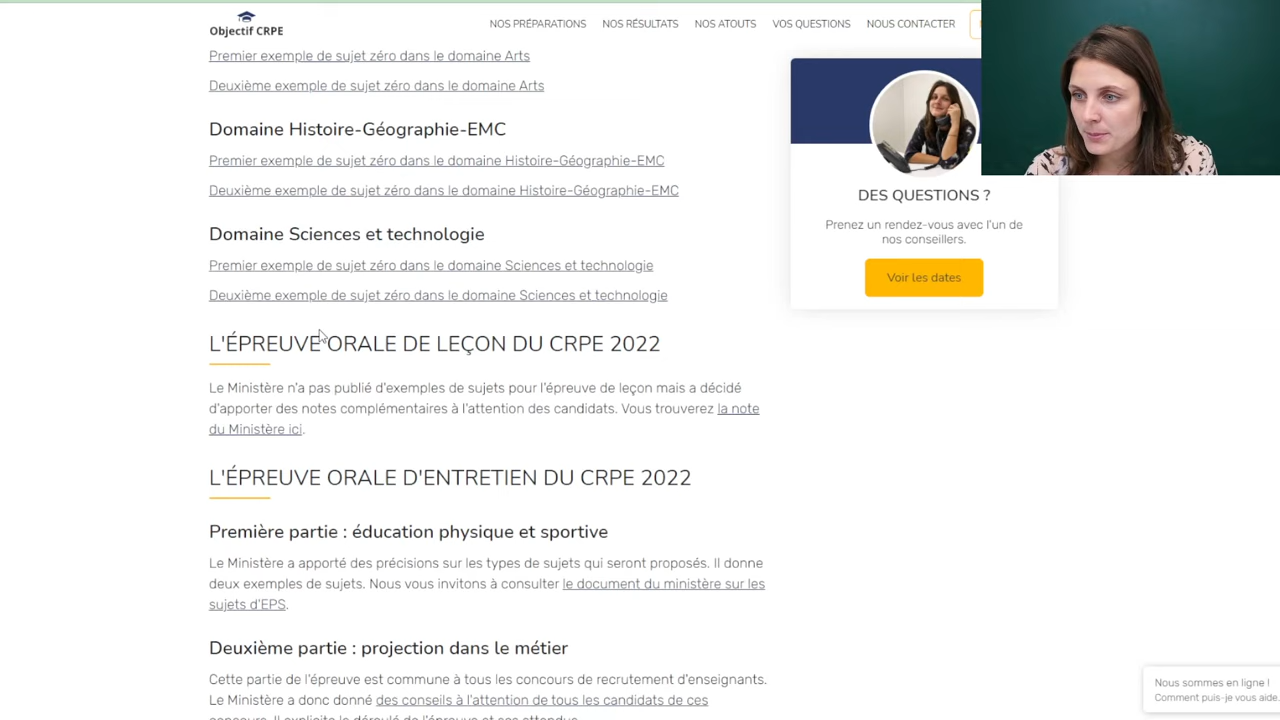 Objectif CRPE
NOS PRÉPARATIONS NOS RÉSULTATS NOS ATOUTS VOS QUESTIONS NOUS CONTACTER
Premier exemple de sujet zéro dans le domaine Arts
Deuxième exemple de sujet zéro dans le domaine Arts
Domaine Histoire-Géographie-EMC
Premier exemple de sujet zéro dans le domaine Histoire-Géographie-EMC
Deuxième exemple de sujet zéro dans le domaine Histoire-Géographie-EMC
Domaine Sciences et technologie
Premier exemple de sujet zéro dans le domaine Sciences et technologie
Deuxième exemple de sujet zéro dans le domaine Sciences et technologie
L'ÉPREUVE ORALE DE LEÇON DU CRPE 2022
Le Ministère n'a pas publié d'exemples de sujets pour l'épreuve de leçon mais a décidé
d'apporter des notes complémentaires à l'attention des candidats. Vous trouverez la note
du Ministère ici.
L'ÉPREUVE ORALE D'ENTRETIEN DU CRPE 2022
Première partie : éducation physique et sportive
Le Ministère a apporté des précisions sur les types de sujets qui seront proposés. Il donne
deux exemples de sujets. Nous vous invitons à consulter le document du ministère sur les
sujets d'EPS.
Deuxième partie : projection dans le métier
Cette partie de l'épreuve est commune à tous les concours de recrutement d'enseignants.
Le Ministère a donc donné des conseils à l'attention de tous les candidats de ces
concours. Il explicite le déroulé de l'épreuve et ses attendus.
DES QUESTIONS ?
Prenez un rendez-vous avec l'un de
nos conseillers.
Voir les dates
Nous sommes en ligne !
Comment puis-je vous aide